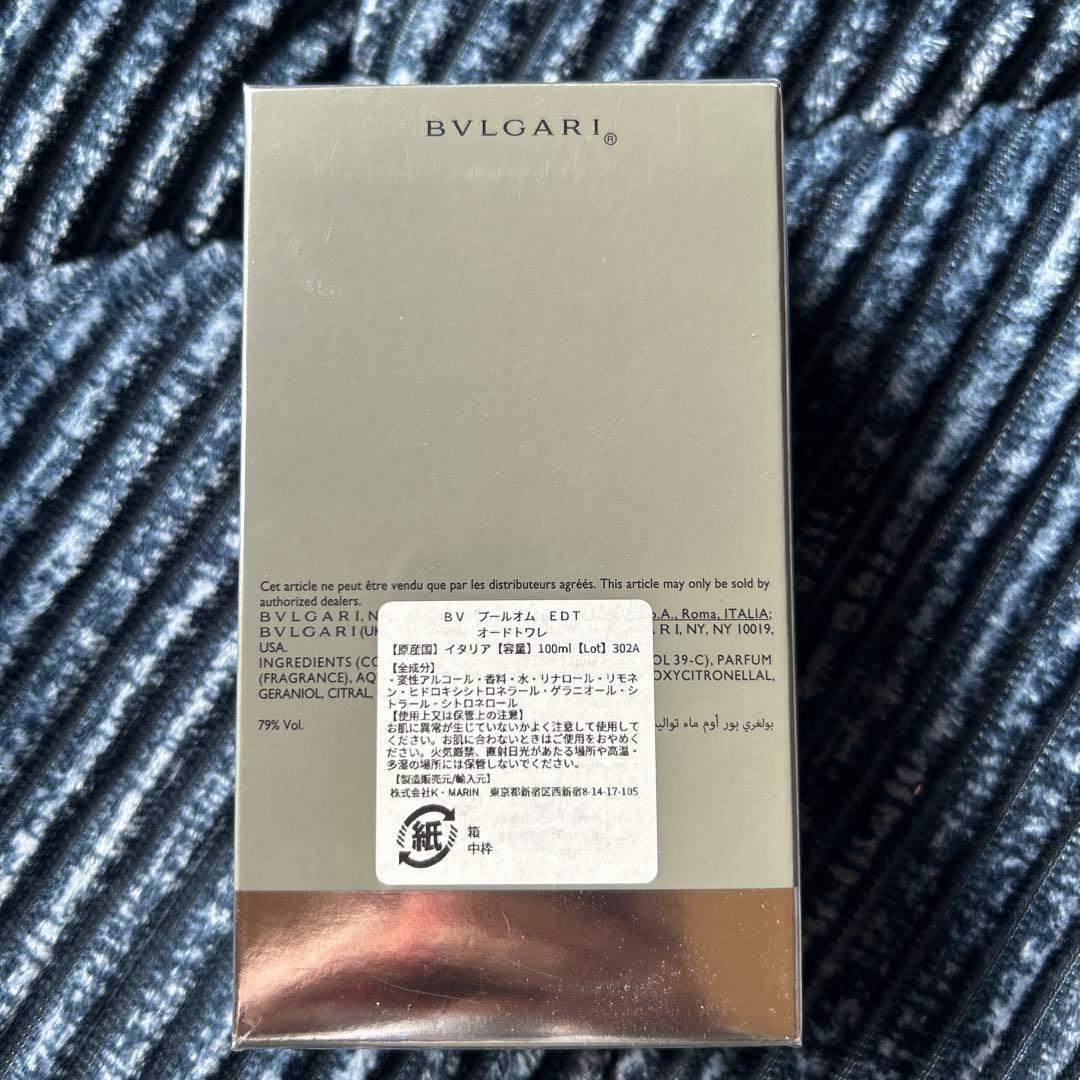 BVLGARI®
Cet article ne peut être vendu que par les distributeurs agréés. This article may only be sold by
authorized dealers.
BVLGARI, N .A., Roma, ITALIA;
BVLGARI (UK ARI, NY, NY 10019,
USA.
INGREDIENTS (CO OL 39-C), PARFUM
(FRAGRANCE), AQ OXYCITRONELLAL,
GERANIOL, CITRAL,
79% Vol. بولغري بور أوم ماء تواليت
BV プールオム EDT
オードトワレ
【原産国】イタリア【容量】100ml【Lot】302A
【全成分】
・変性アルコール・香料・水・リナロール・リモネ
ン・ヒドロキシシトロネラール・ゲラニオール・シ
トラール・シトロネロール
【使用上又は保管上の注意】
お肌に異常が生じていないかよく注意して使用して
ください。お肌に合わないときはご使用をおやめく
ださい。火気厳禁、直射日光があたる場所や高温・
多湿の場所には保管しないでください。
【製造販売元/輸入元】
株式会社K・MARIN 東京都新宿区西新宿8-14-17-105
紙
箱
中枠